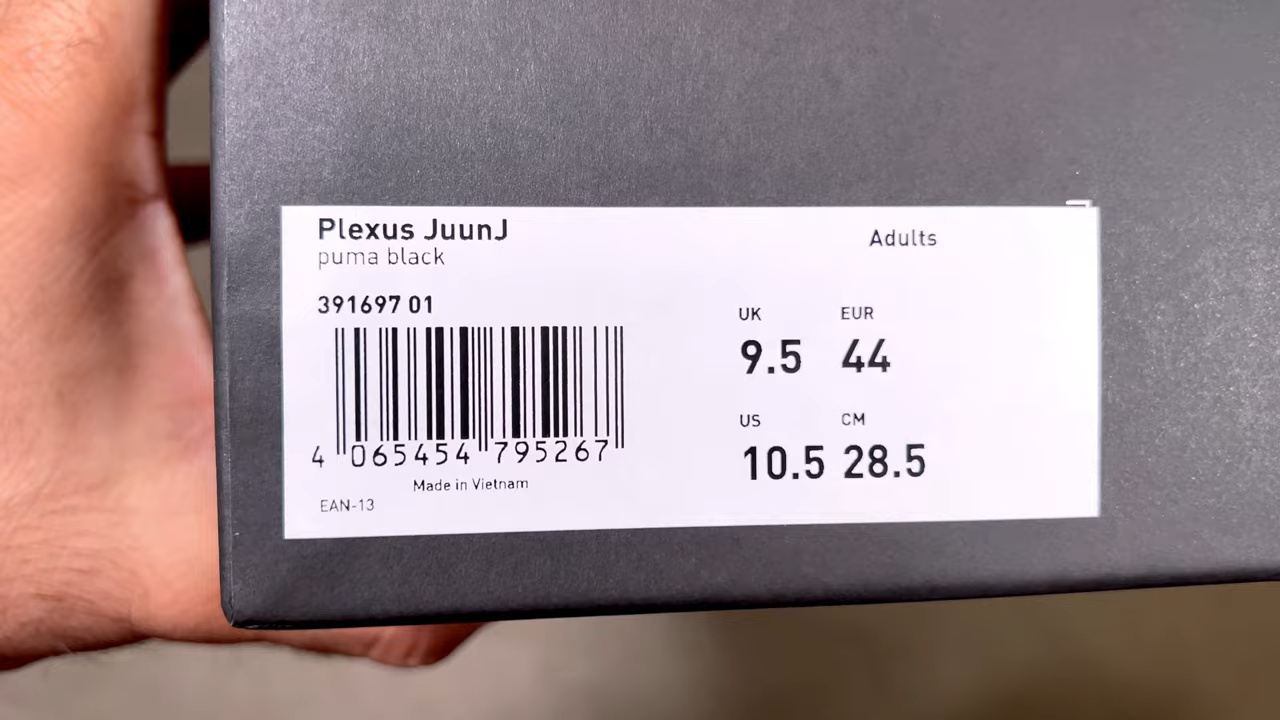 Plexus JuunJ
puma black
Adults
391697 01
UK EUR
9.5 44
US CM
10.5 28.5
4 065454 795267
Made in Vietnam
EAN-13